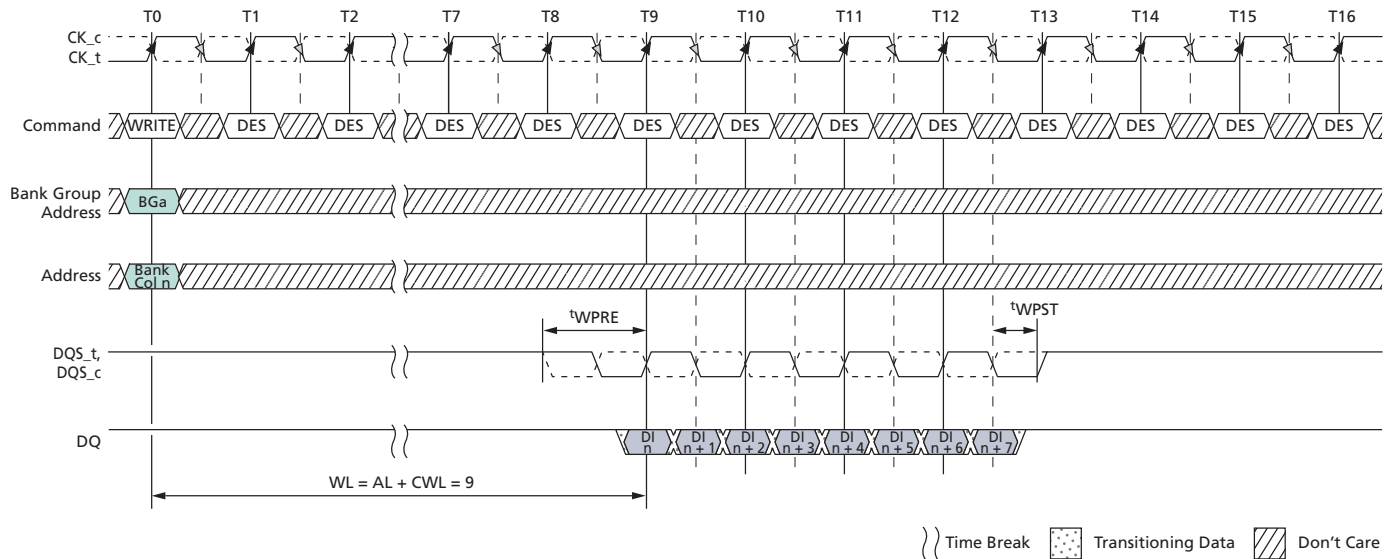 T0 T1 T2 T7 T8 T9 T10 T11 T12 T13 T14 T15 T16
CK_c
CK_t
Command WRITE DES DES DES DES DES DES DES DES DES DES DES DES
Bank Group
Address
BGa
Address
Bank
Col n
tWPRE
tWPST
DQS_t,
DQS_c
DQ
DI
n
DI
n + 1
DI
n + 2
DI
n + 3
DI
n + 4
DI
n + 5
DI
n + 6
DI
n + 7
WL = AL + CWL = 9
Time Break Transitioning Data Don't Care